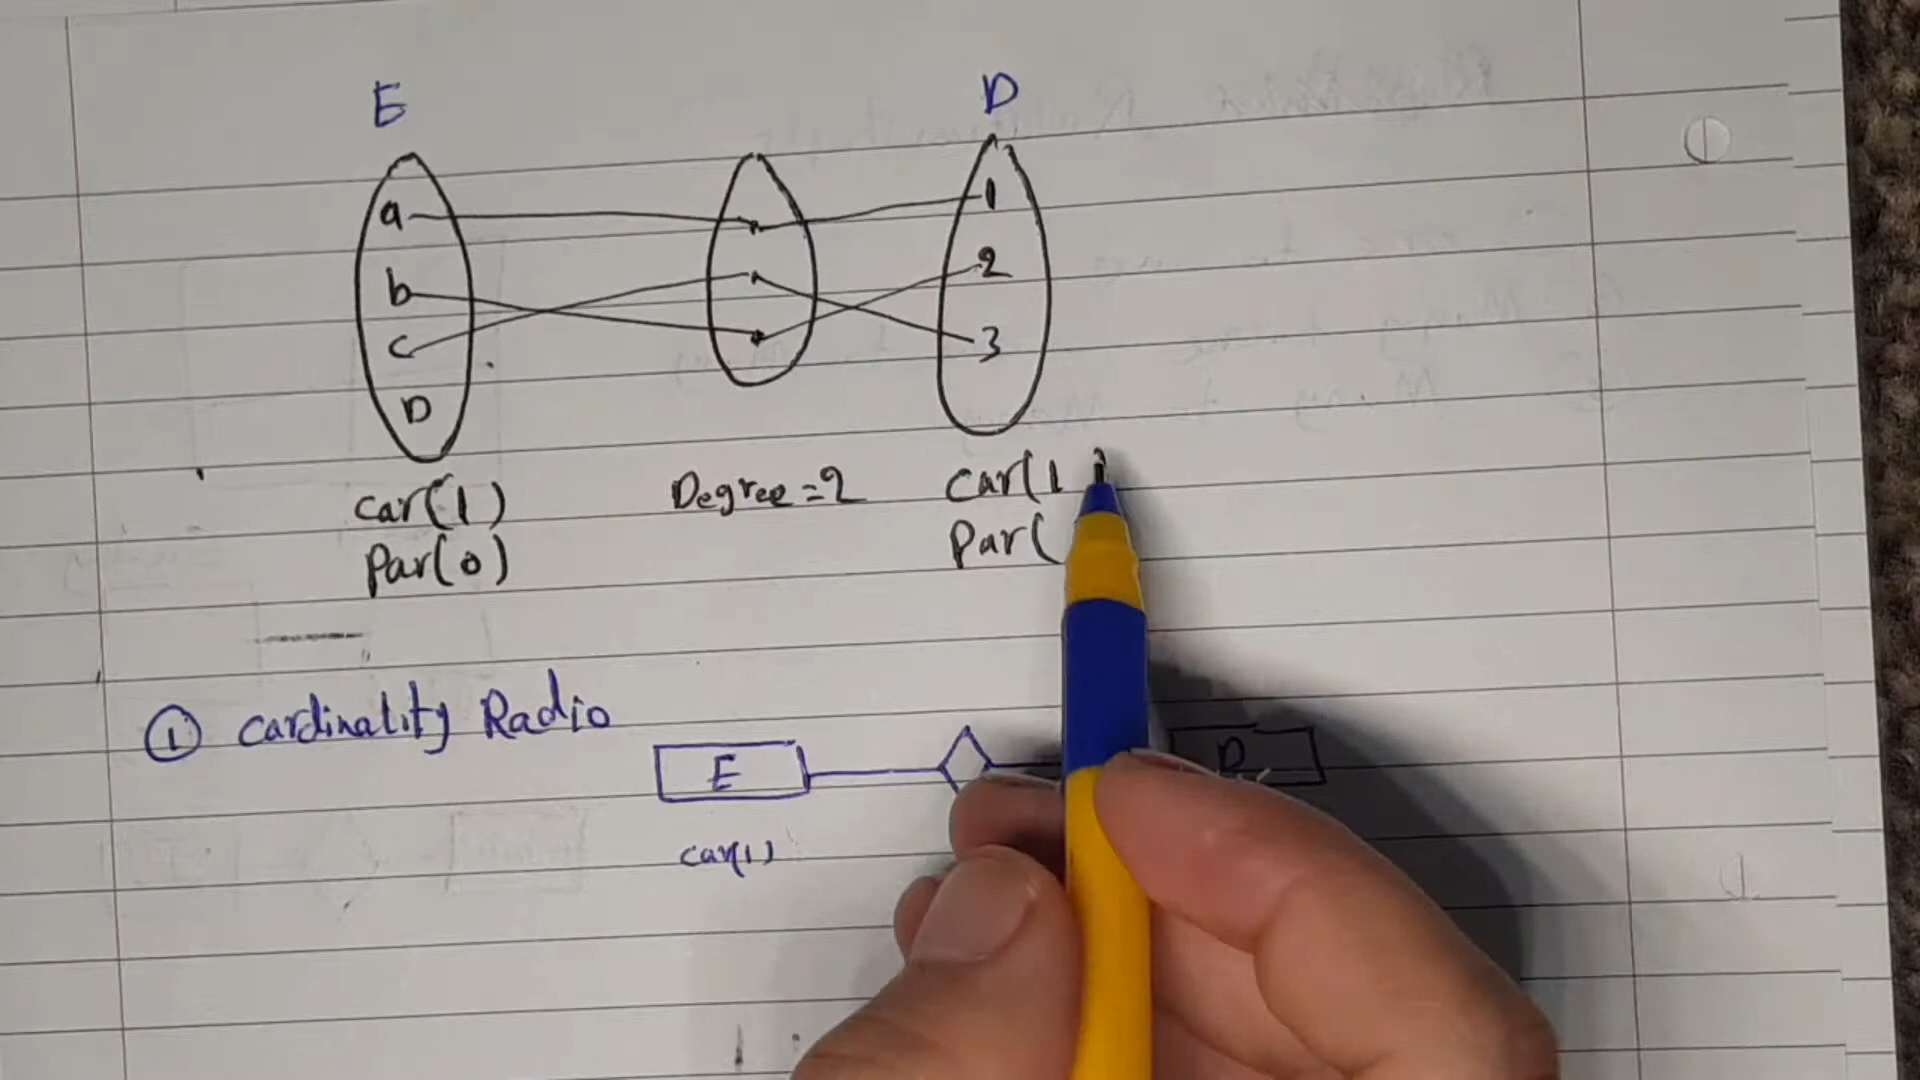 E D
a 1
b 2
c 3
D
car(1) Degree=2 car(1)
Par(0) Par(
① cardinality Radio
E D
car(1)